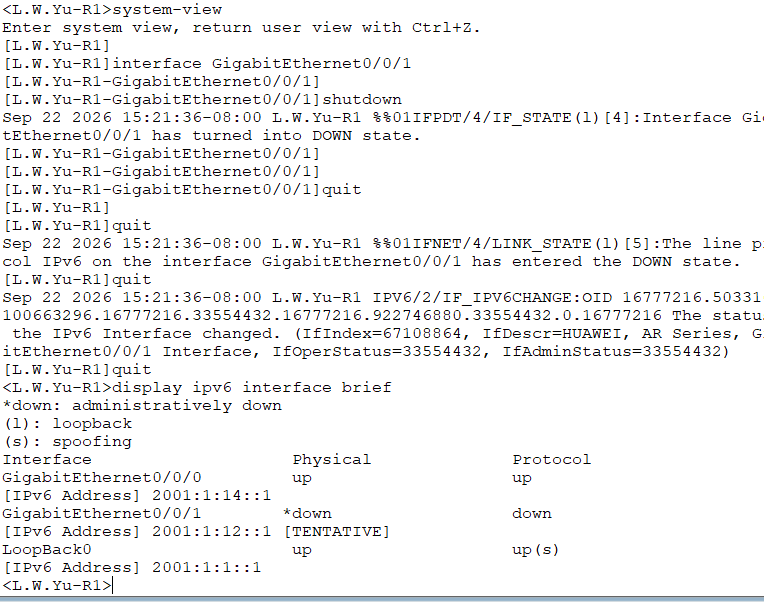 <L.W.Yu-R1>system-view
Enter system view, return user view with Ctrl+Z.
[L.W.Yu-R1]
[L.W.Yu-R1]interface GigabitEthernet0/0/1
[L.W.Yu-R1-GigabitEthernet0/0/1]
[L.W.Yu-R1-GigabitEthernet0/0/1]shutdown
Sep 22 2026 15:21:36-08:00 L.W.Yu-R1 %%01IFPDT/4/IF_STATE(l)[4]:Interface Gi
tEthernet0/0/1 has turned into DOWN state.
[L.W.Yu-R1-GigabitEthernet0/0/1]
[L.W.Yu-R1-GigabitEthernet0/0/1]
[L.W.Yu-R1-GigabitEthernet0/0/1]quit
[L.W.Yu-R1]
[L.W.Yu-R1]quit
Sep 22 2026 15:21:36-08:00 L.W.Yu-R1 %%01IFNET/4/LINK_STATE(l)[5]:The line p
col IPv6 on the interface GigabitEthernet0/0/1 has entered the DOWN state.
[L.W.Yu-R1]quit
Sep 22 2026 15:21:36-08:00 L.W.Yu-R1 IPV6/2/IF_IPV6CHANGE:OID 16777216.50331
100663296.16777216.33554432.16777216.922746880.33554432.0.16777216 The statu
 the IPv6 Interface changed. (IfIndex=67108864, IfDescr=HUAWEI, AR Series, G
itEthernet0/0/1 Interface, IfOperStatus=33554432, IfAdminStatus=33554432)
[L.W.Yu-R1]quit
<L.W.Yu-R1>display ipv6 interface brief
*down: administratively down
(l): loopback
(s): spoofing
Interface                    Physical              Protocol
GigabitEthernet0/0/0         up                    up
[IPv6 Address] 2001:1:14::1
GigabitEthernet0/0/1        *down                  down
[IPv6 Address] 2001:1:12::1 [TENTATIVE]
LoopBack0                    up                    up(s)
[IPv6 Address] 2001:1:1::1
<L.W.Yu-R1>